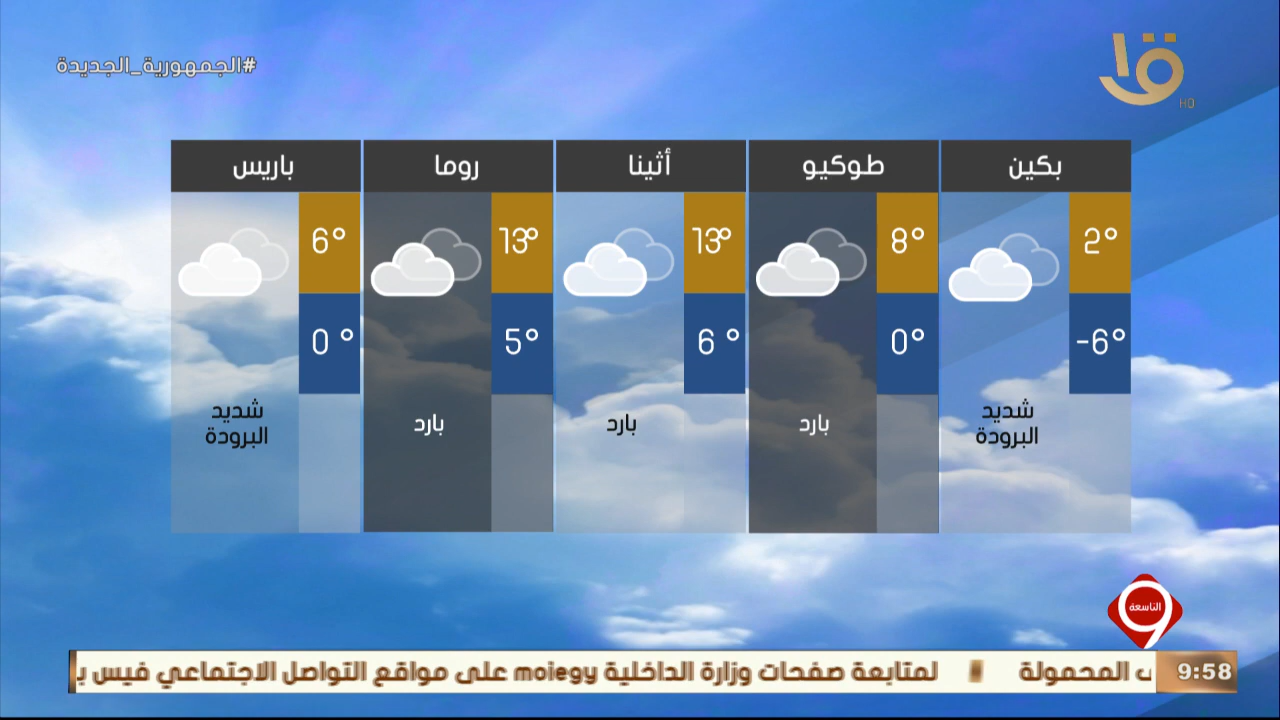 #الجمهورية_الجديدة
HD
بكين
2°
-6°
شديد
البرودة
طوكيو
8°
0°
بارد
أثينا
13°
6 °
بارد
روما
13°
5°
بارد
باريس
6°
0 °
شديد
البرودة
التاسعة
9:58
المحمولة
لمتابعة صفحات وزارة الداخلية moiegy على مواقع التواصل الاجتماعي فيس